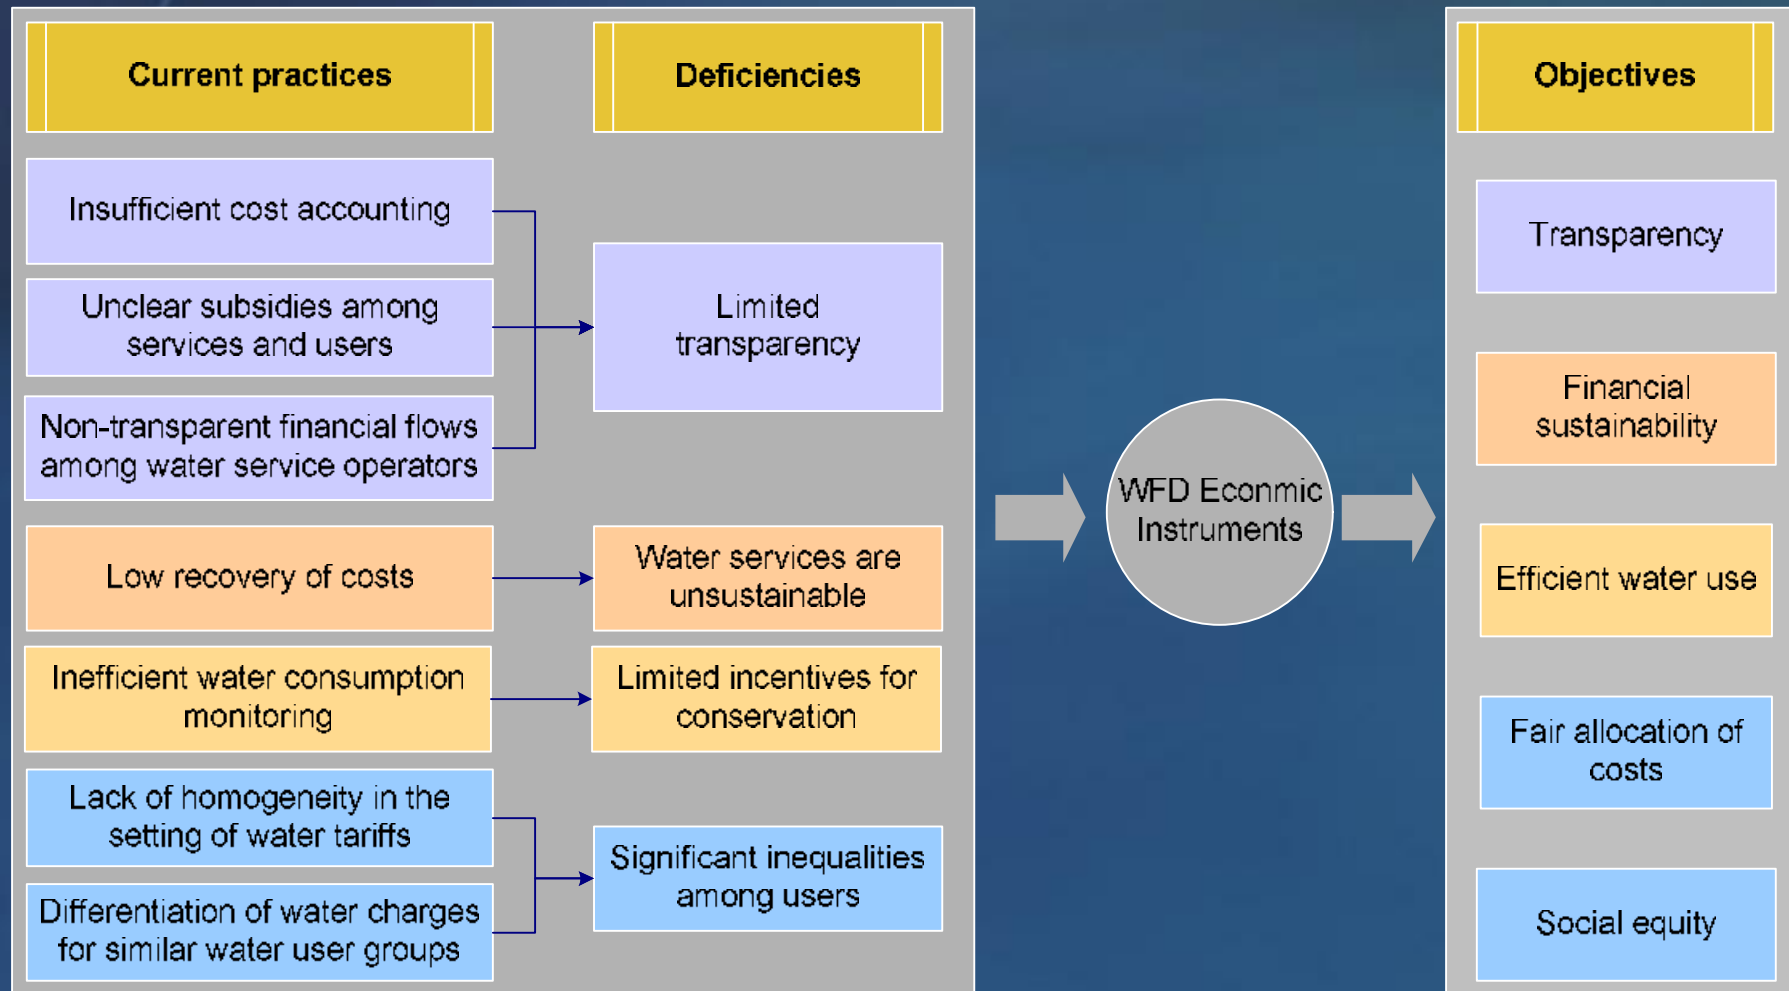 Current practices
Deficiencies
Objectives
Insufficient cost accounting
Unclear subsidies among
services and users
Non-transparent financial flows
among water service operators
Limited
transparency
Low recovery of costs
Water services are
unsustainable
Inefficient water consumption
monitoring
Limited incentives for
conservation
Lack of homogeneity in the
setting of water tariffs
Differentiation of water charges
for similar water user groups
Significant inequalities
among users
WFD Econmic
Instruments
Transparency
Financial
sustainability
Efficient water use
Fair allocation of
costs
Social equity